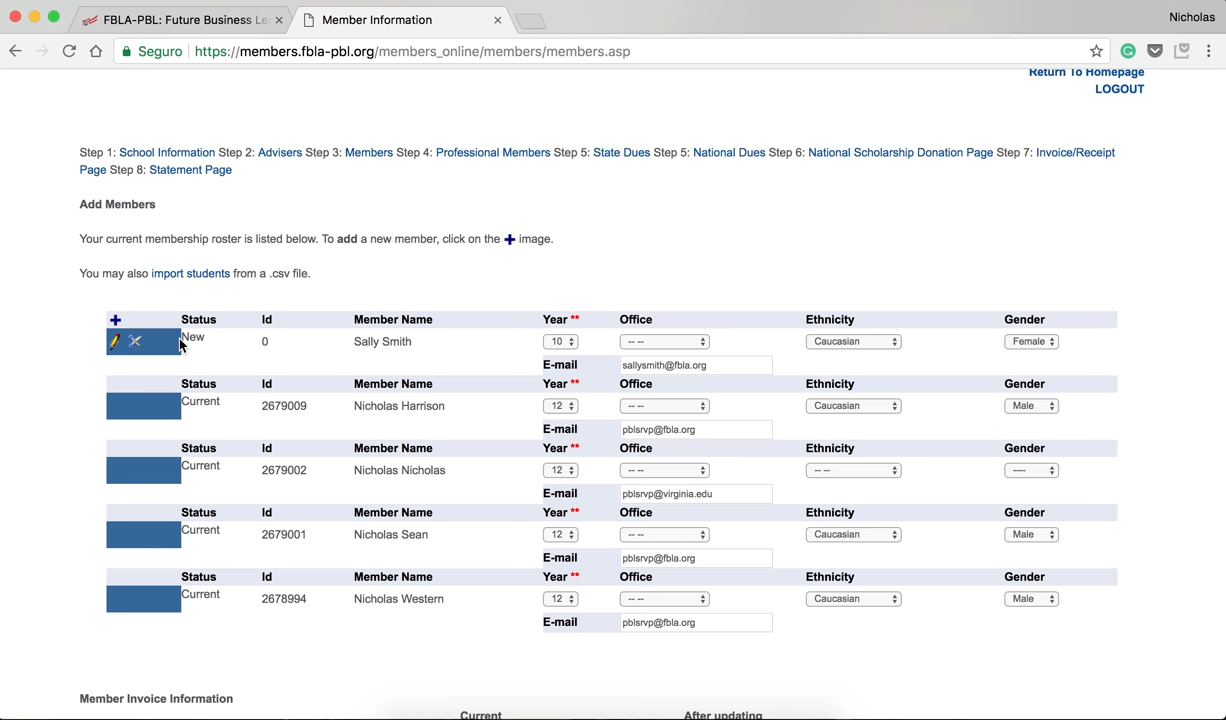 FBLA-PBL: Future Business Le
Member Information
Nicholas
Seguro
https://members.fbla-pbl.org/members_online/members/members.asp
Return To Homepage
LOGOUT
Step 1: School Information Step 2: Advisers Step 3: Members Step 4: Professional Members Step 5: State Dues Step 5: National Dues Step 6: National Scholarship Donation Page Step 7: Invoice/Receipt
Page Step 8: Statement Page
Add Members
Your current membership roster is listed below. To add a new member, click on the + image.
You may also import students from a .csv file.
+ Status Id Member Name Year ** Office Ethnicity Gender
New 0 Sally Smith 10 -- -- Caucasian Female
E-mail sallysmith@fbla.org
Status Id Member Name Year ** Office Ethnicity Gender
Current 2679009 Nicholas Harrison 12 -- -- Caucasian Male
E-mail pblsrvp@fbla.org
Status Id Member Name Year ** Office Ethnicity Gender
Current 2679002 Nicholas Nicholas 12 -- -- -- -- ----
E-mail pblsrvp@virginia.edu
Status Id Member Name Year ** Office Ethnicity Gender
Current 2679001 Nicholas Sean 12 -- -- Caucasian Male
E-mail pblsrvp@fbla.org
Status Id Member Name Year ** Office Ethnicity Gender
Current 2678994 Nicholas Western 12 -- -- Caucasian Male
E-mail pblsrvp@fbla.org
Member Invoice Information
Current After updating